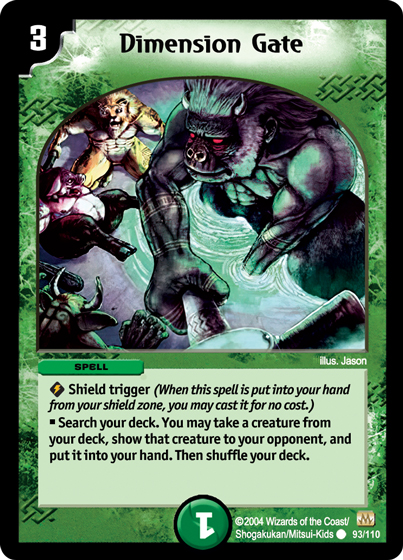 3
Dimension Gate
illus. Jason
SPELL
Shield trigger (When this spell is put into your hand
from your shield zone, you may cast it for no cost.)
▪ Search your deck. You may take a creature from
your deck, show that creature to your opponent, and
put it into your hand. Then shuffle your deck.
1
©2004 Wizards of the Coast/
Shogakukan/Mitsui-Kids ● 93/110